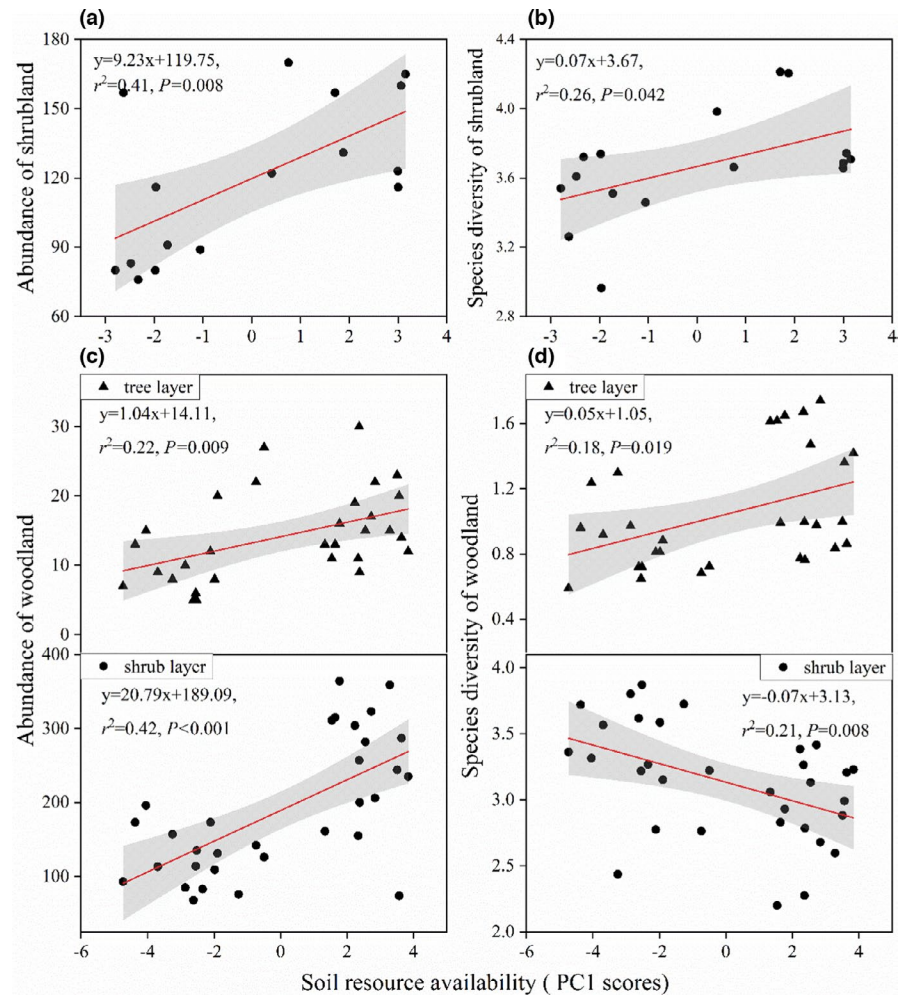 (a)
180
150
120
90
60
Abundance of shrubland
y=9.23x+119.75,
r²=0.41, P=0.008
-3 -2 -1 0 1 2 3 4
(b)
4.4
4.0
3.6
3.2
2.8
Species diversity of shrubland
y=0.07x+3.67,
r²=0.26, P=0.042
-3 -2 -1 0 1 2 3 4
(c)
tree layer
y=1.04x+14.11,
r²=0.22, P=0.009
30
20
10
0
Abundance of woodland
400
300
200
100
shrub layer
y=20.79x+189.09,
r²=0.42, P<0.001
-6 -4 -2 0 2 4
(d)
tree layer
y=0.05x+1.05,
r²=0.18, P=0.019
1.6
1.2
0.8
0.4
Species diversity of woodland
4.0
3.5
3.0
2.5
2.0
shrub layer
y=-0.07x+3.13,
r²=0.21, P=0.008
-6 -4 -2 0 2 4
Soil resource availability ( PC1 scores)